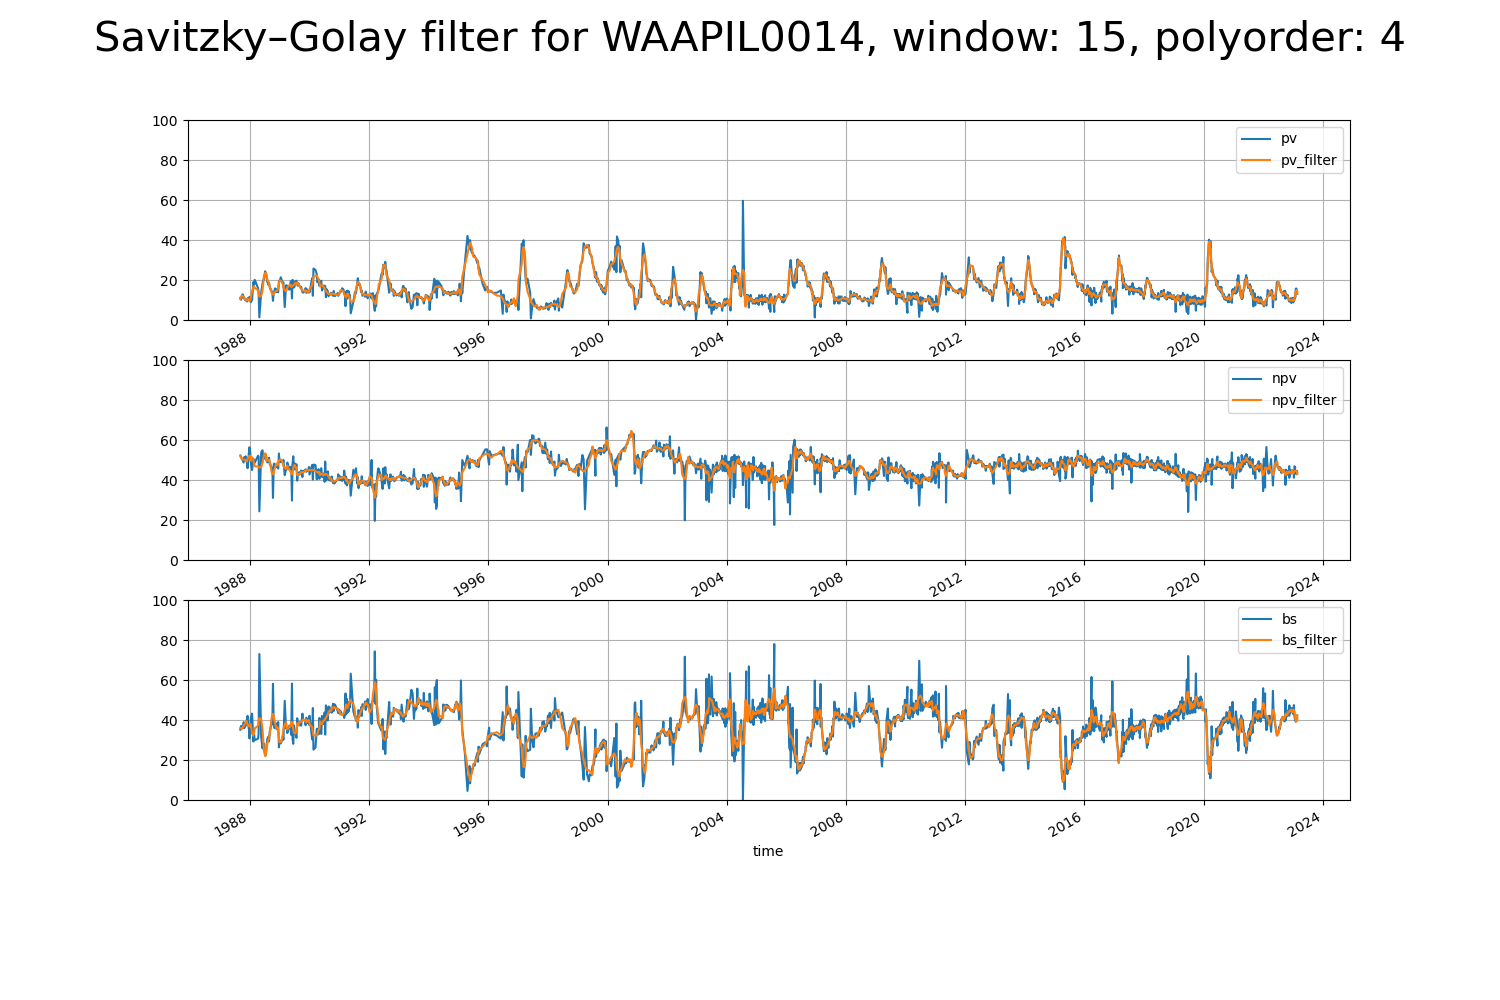 Savitzky–Golay filter for WAAPIL0014, window: 15, polyorder: 4
100
80
60
40
20
0
pv
pv_filter
1988 1992 1996 2000 2004 2008 2012 2016 2020 2024
100
80
60
40
20
0
npv
npv_filter
1988 1992 1996 2000 2004 2008 2012 2016 2020 2024
100
80
60
40
20
0
bs
bs_filter
1988 1992 1996 2000 2004 2008 2012 2016 2020 2024
time